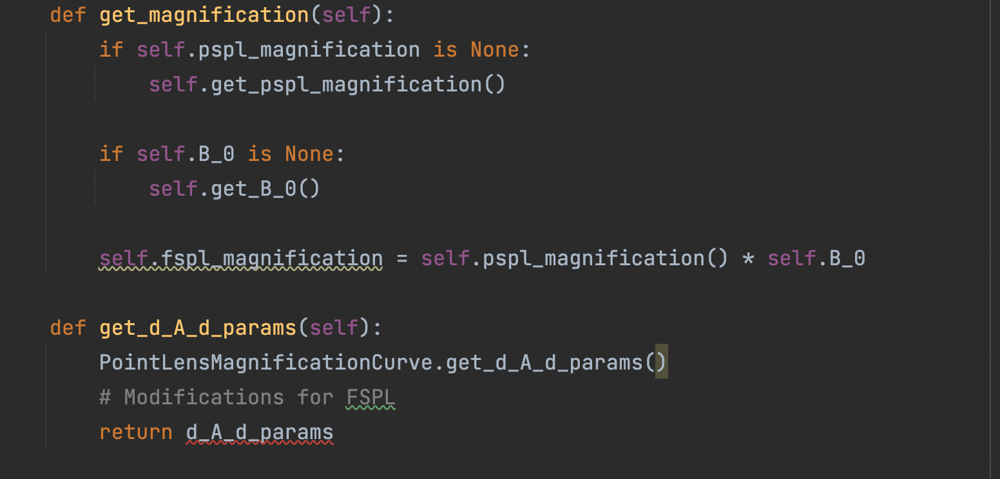 def get_magnification(self):
if self.pspl_magnification is None:
self.get_pspl_magnification()
if self.B_0 is None:
self.get_B_0()
self.fspl_magnification = self.pspl_magnification() * self.B_0
def get_d_A_d_params(self):
PointLensMagnificationCurve.get_d_A_d_params()
# Modifications for FSPL
return d_A_d_params